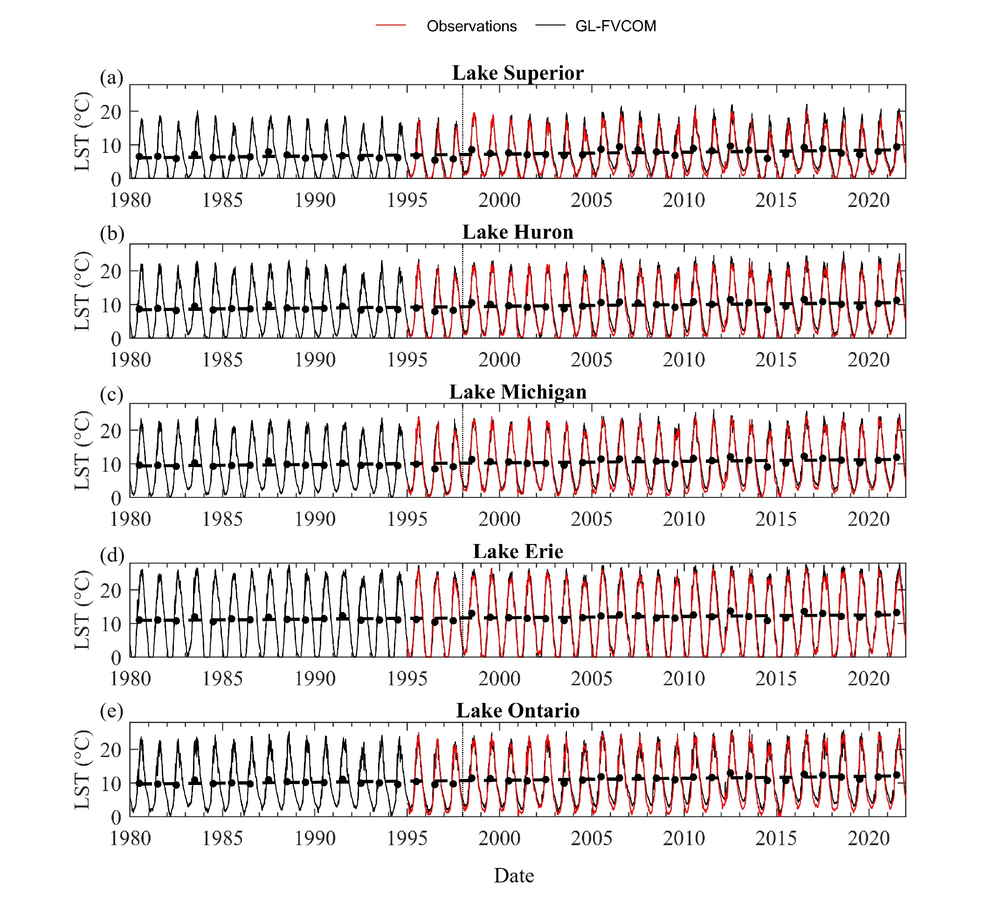 Observations GL-FVCOM
(a) Lake Superior
LST (°C)
20
10
0
1980 1985 1990 1995 2000 2005 2010 2015 2020
(b) Lake Huron
LST (°C)
20
10
0
1980 1985 1990 1995 2000 2005 2010 2015 2020
(c) Lake Michigan
LST (°C)
20
10
0
1980 1985 1990 1995 2000 2005 2010 2015 2020
(d) Lake Erie
LST (°C)
20
10
0
1980 1985 1990 1995 2000 2005 2010 2015 2020
(e) Lake Ontario
LST (°C)
20
10
0
1980 1985 1990 1995 2000 2005 2010 2015 2020
Date